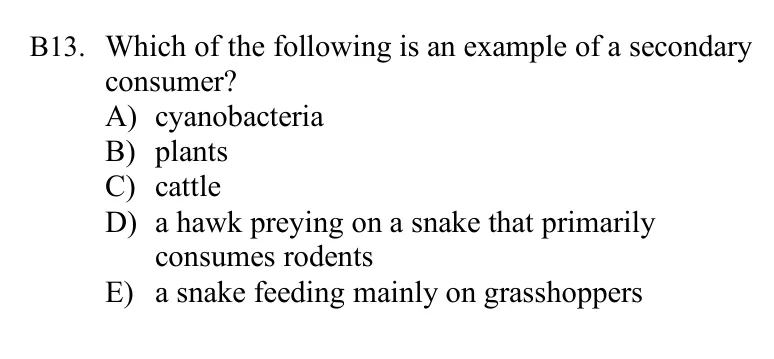 B13. Which of the following is an example of a secondary
consumer?
A) cyanobacteria
B) plants
C) cattle
D) a hawk preying on a snake that primarily
consumes rodents
E) a snake feeding mainly on grasshoppers